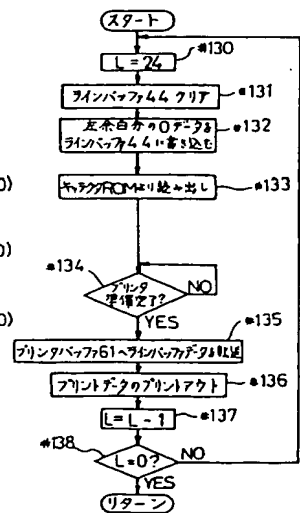 スタート
*130
L=24
ラインバッファ44 クリア
*131
左余白分の0データを
ラインバッファ44に書き込む
*132
キャラクタROMより読み出し
*133
0)
0)
0)
*134
プリンタ
準備完了?
NO
YES
*135
プリンタバッファ61へラインバッファデータを転送
*136
プリントデータのプリントアウト
*137
L=L-1
*138
L=0?
NO
YES
リターン